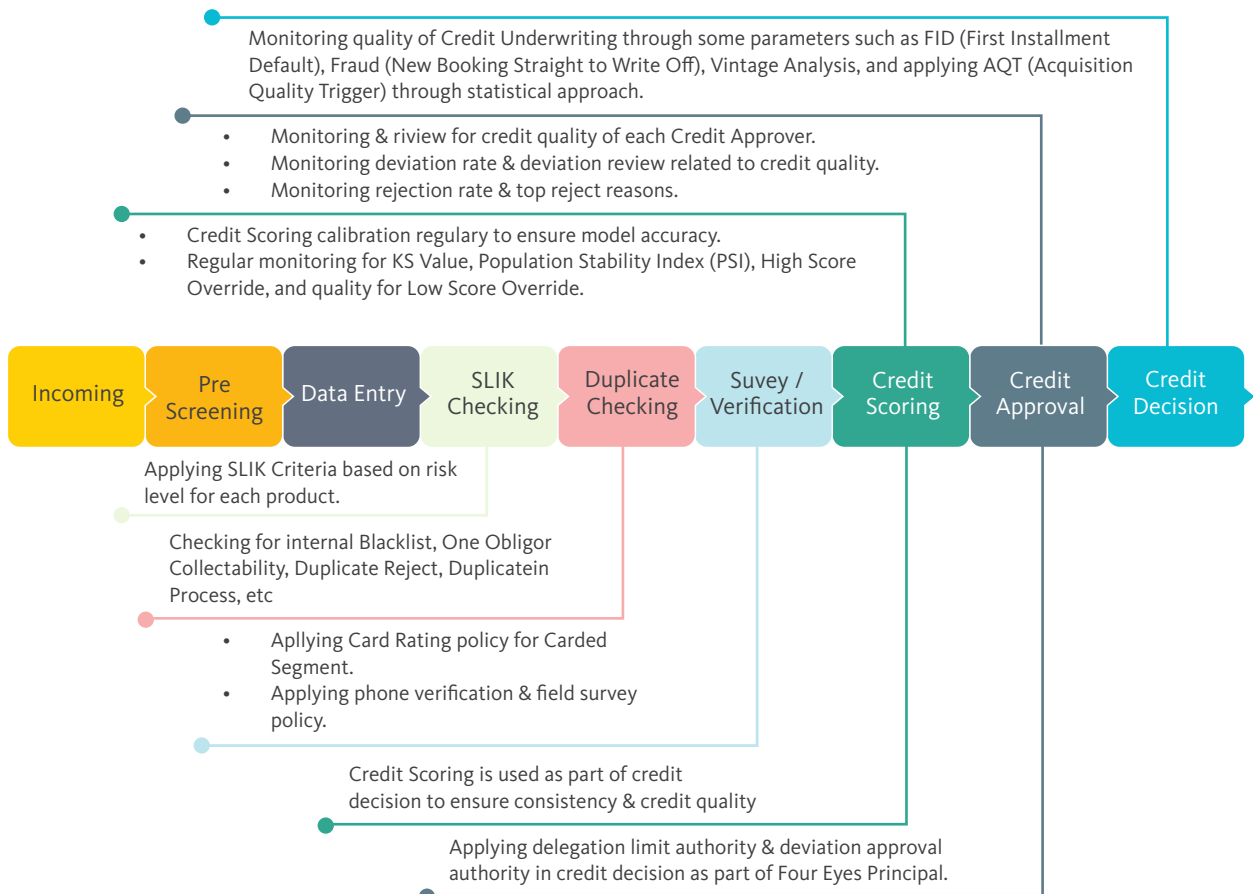 Monitoring quality of Credit Underwriting through some parameters such as FID (First Installment
Default), Fraud (New Booking Straight to Write Off), Vintage Analysis, and applying AQT (Acquisition
Quality Trigger) through statistical approach.
• Monitoring & riview for credit quality of each Credit Approver.
• Monitoring deviation rate & deviation review related to credit quality.
• Monitoring rejection rate & top reject reasons.
• Credit Scoring calibration regulary to ensure model accuracy.
• Regular monitoring for KS Value, Population Stability Index (PSI), High Score
Override, and quality for Low Score Override.
Incoming
Pre
Screening
Data Entry
SLIK
Checking
Duplicate
Checking
Suvey /
Verification
Credit
Scoring
Credit
Approval
Credit
Decision
Applying SLIK Criteria based on risk
level for each product.
Checking for internal Blacklist, One Obligor
Collectability, Duplicate Reject, Duplicatein
Process, etc
• Apllying Card Rating policy for Carded
Segment.
• Applying phone verification & field survey
policy.
Credit Scoring is used as part of credit
decision to ensure consistency & credit quality
Applying delegation limit authority & deviation approval
authority in credit decision as part of Four Eyes Principal.